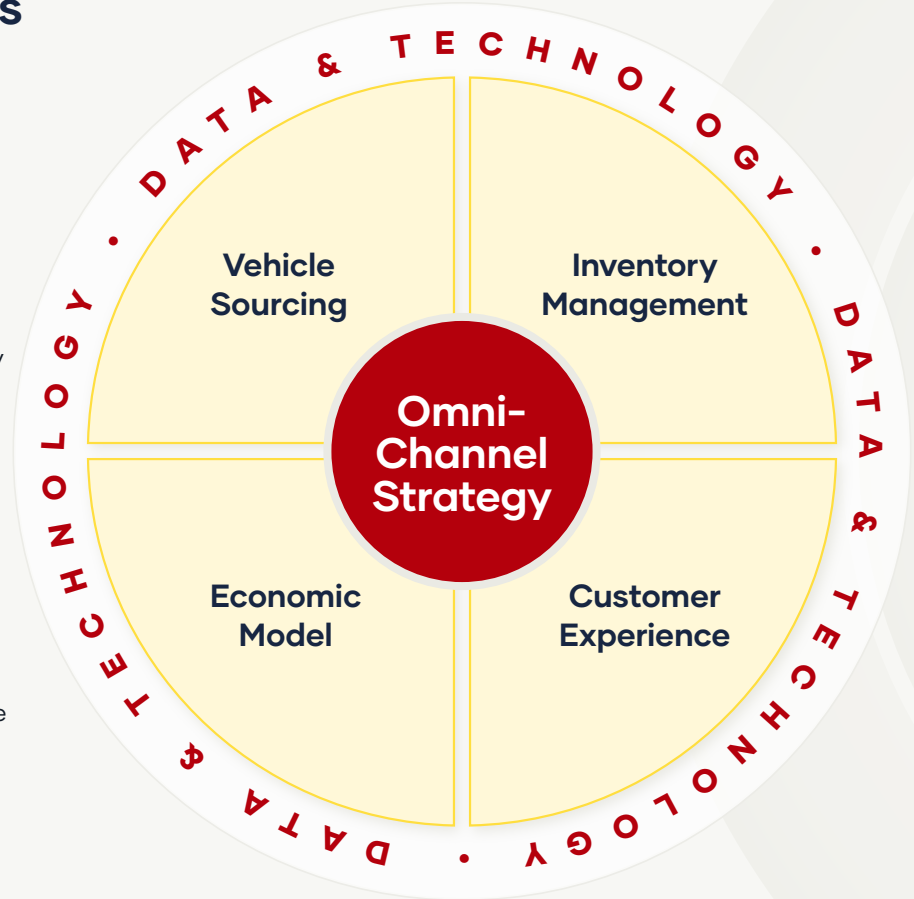 s
DATA & TECHNOLOGY • DATA & TECHNOLOGY • DATA & TECHNOLOGY •
Vehicle
Sourcing
Inventory
Management
Omni-
Channel
Strategy
Economic
Model
Customer
Experience
e